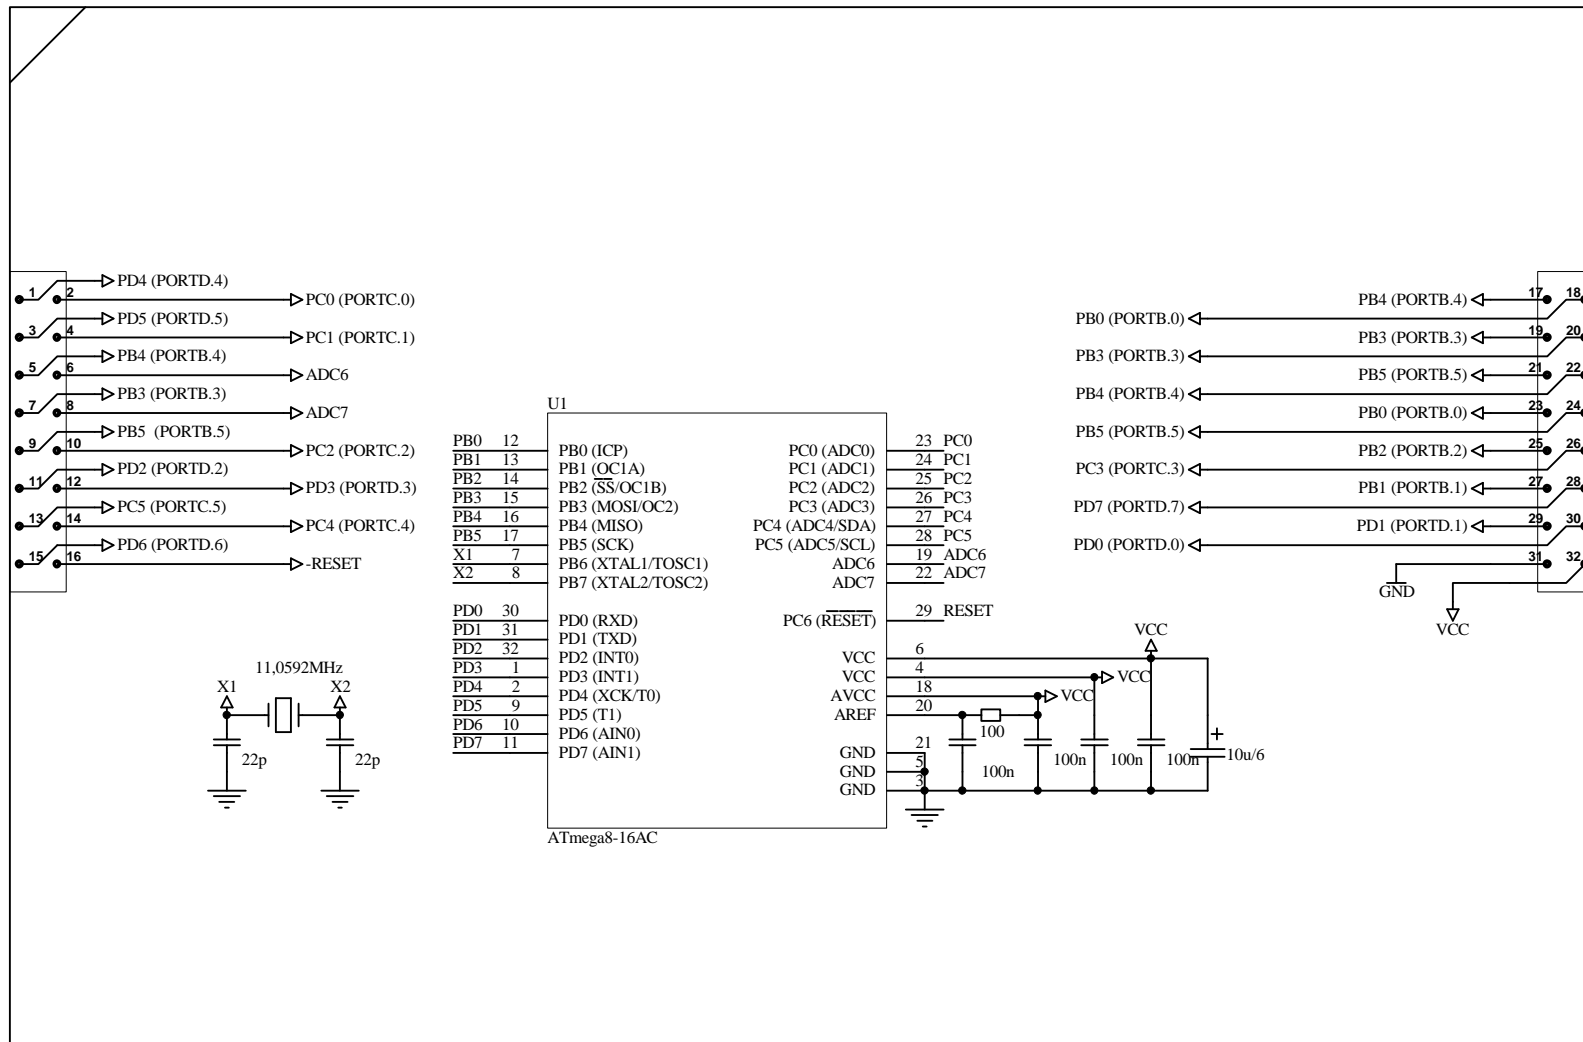 PD4 (PORTD.4)
1 2 PC0 (PORTC.0)
PD5 (PORTD.5)
3 4 PC1 (PORTC.1)
PB4 (PORTB.4)
5 6 ADC6
PB3 (PORTB.3)
7 8 ADC7
PB5 (PORTB.5)
9 10 PC2 (PORTC.2)
PD2 (PORTD.2)
11 12 PD3 (PORTD.3)
PC5 (PORTC.5)
13 14 PC4 (PORTC.4)
PD6 (PORTD.6)
15 16 -RESET
11,0592MHz
X1 X2
22p 22p
U1
PB0 12 PB0 (ICP)
PB1 13 PB1 (OC1A)
PB2 14 PB2 (SS/OC1B)
PB3 15 PB3 (MOSI/OC2)
PB4 16 PB4 (MISO)
PB5 17 PB5 (SCK)
X1 7 PB6 (XTAL1/TOSC1)
X2 8 PB7 (XTAL2/TOSC2)
PD0 30 PD0 (RXD)
PD1 31 PD1 (TXD)
PD2 32 PD2 (INT0)
PD3 1 PD3 (INT1)
PD4 2 PD4 (XCK/T0)
PD5 9 PD5 (T1)
PD6 10 PD6 (AIN0)
PD7 11 PD7 (AIN1)
PC0 (ADC0) 23 PC0
PC1 (ADC1) 24 PC1
PC2 (ADC2) 25 PC2
PC3 (ADC3) 26 PC3
PC4 (ADC4/SDA) 27 PC4
PC5 (ADC5/SCL) 28 PC5
ADC6 19 ADC6
ADC7 22 ADC7
PC6 (RESET) 29 RESET
VCC
VCC 6
VCC 4 VCC
AVCC 18 VCC
AREF 20
100
GND 21
GND 5
GND 3
100n 100n 100n 100n
+
10u/6
ATmega8-16AC
PB4 (PORTB.4) 17 18
PB0 (PORTB.0)
PB3 (PORTB.3) 19 20
PB3 (PORTB.3)
PB5 (PORTB.5) 21 22
PB4 (PORTB.4)
PB0 (PORTB.0) 23 24
PB5 (PORTB.5)
PB2 (PORTB.2) 25 26
PC3 (PORTC.3)
PB1 (PORTB.1) 27 28
PD7 (PORTD.7)
PD1 (PORTD.1) 29 30
PD0 (PORTD.0)
31 32
GND
VCC